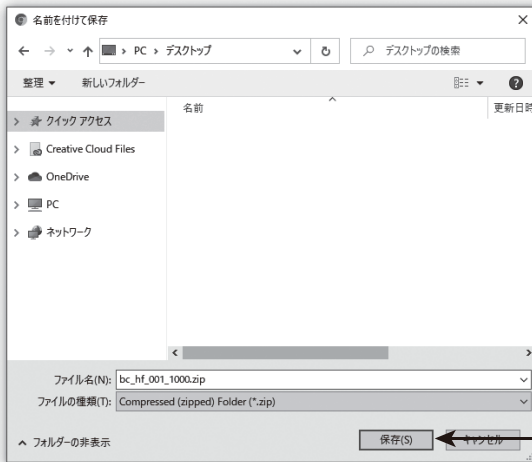 名前を付けて保存
PC > デスクトップ
デスクトップの検索
整理 新しいフォルダー
名前
更新日時
クイック アクセス
Creative Cloud Files
OneDrive
PC
ネットワーク
ファイル名(N): bc_hf_001_1000.zip
ファイルの種類(T): Compressed (zipped) Folder (*.zip)
フォルダーの非表示
保存(S)
キャンセル